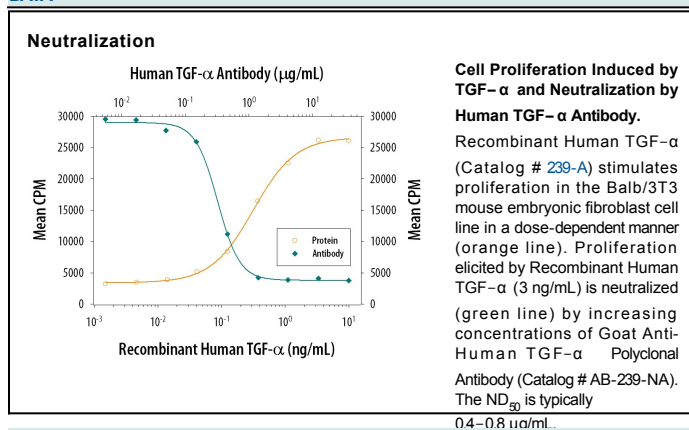 Neutralization
Human TGF-α Antibody (µg/mL)
10-2 10-1 100 101
30000 30000
25000 25000
20000 20000
15000 15000
10000 10000
5000 5000
0 0
Mean CPM
Mean CPM
Protein
Antibody
10-3 10-2 10-1 100 101
Recombinant Human TGF-α (ng/mL)
Cell Proliferation Induced by
TGF-α and Neutralization by
Human TGF-α Antibody.
Recombinant Human TGF-α
(Catalog # 239-A) stimulates
proliferation in the Balb/3T3
mouse embryonic fibroblast cell
line in a dose-dependent manner
(orange line). Proliferation
elicited by Recombinant Human
TGF-α (3 ng/mL) is neutralized
(green line) by increasing
concentrations of Goat Anti-
Human TGF-α Polyclonal
Antibody (Catalog # AB-239-NA).
The ND50 is typically
0.4-0.8 µg/mL.